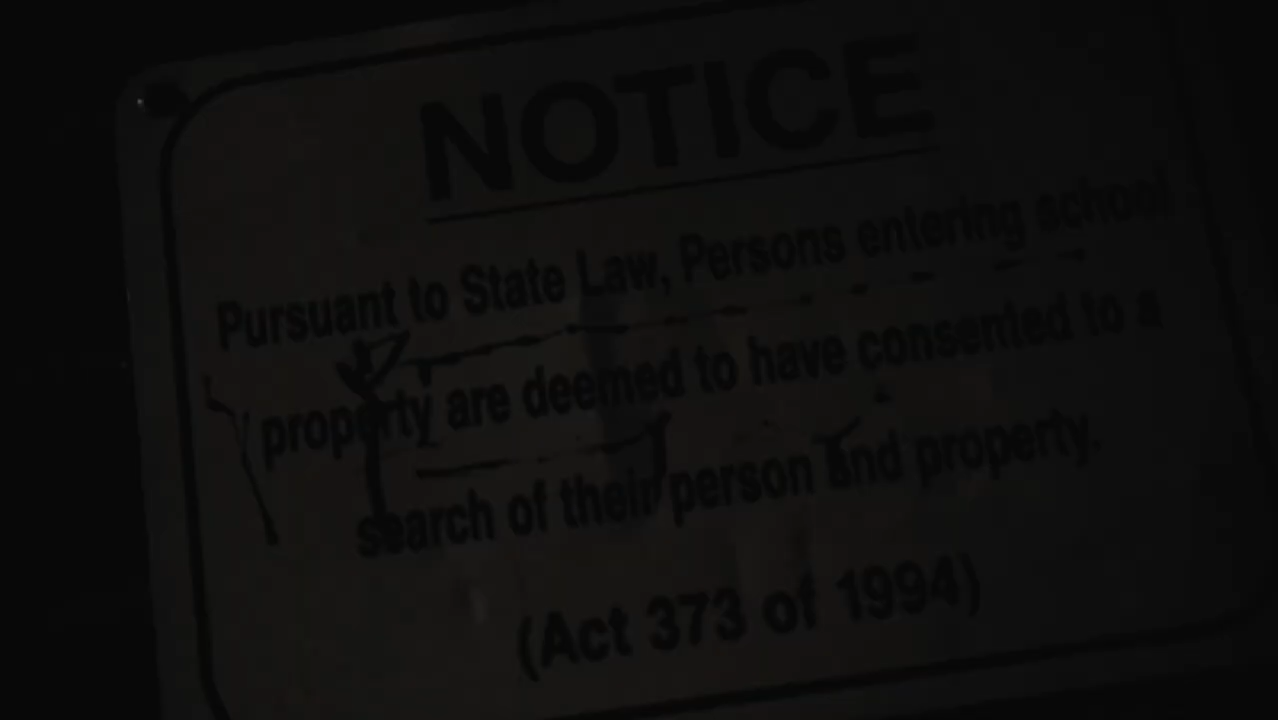 NOTICE
Pursuant to State Law, Persons entering school
property are deemed to have consented to a
search of their person and property.
(Act 373 of 1994)